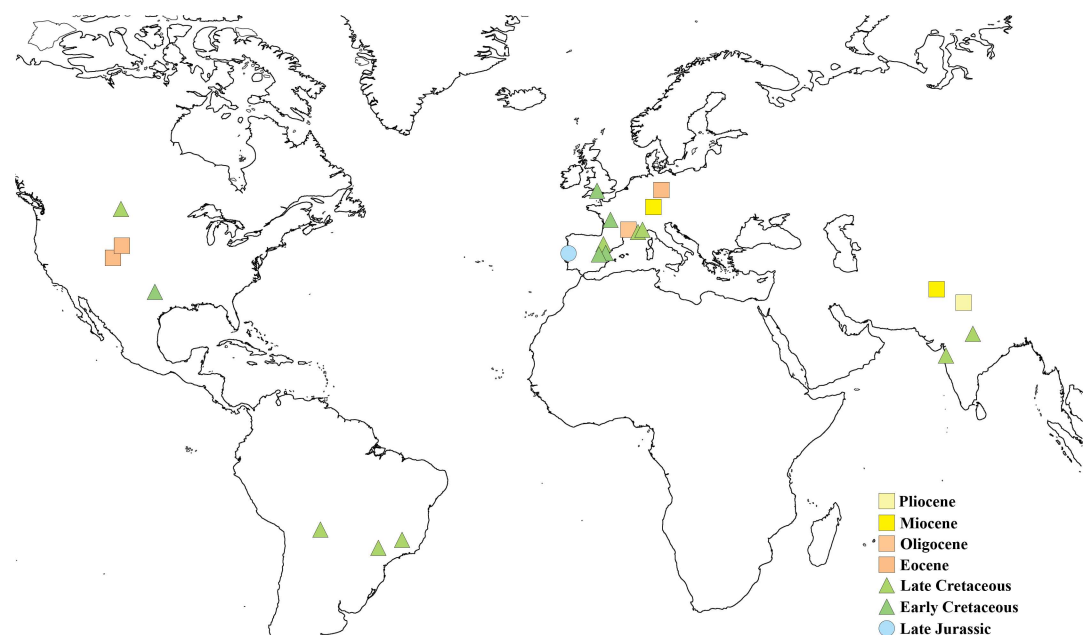 Pliocene
Miocene
Oligocene
Eocene
Late Cretaceous
Early Cretaceous
Late Jurassic